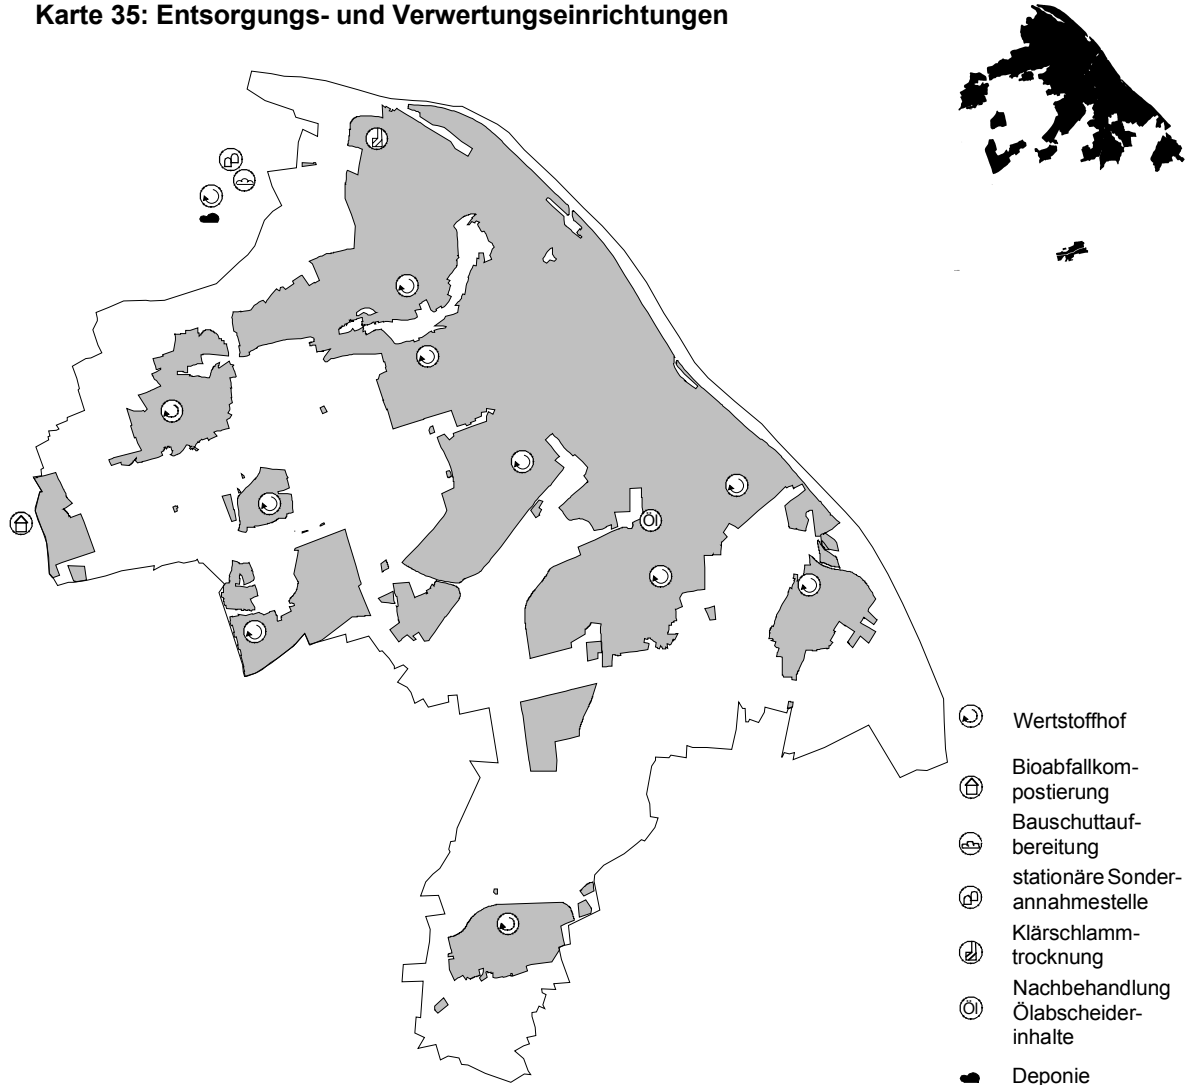 Karte 35: Entsorgungs- und Verwertungseinrichtungen
Öl
Wertstoffhof
Bioabfallkom-
postierung
Bauschuttauf-
bereitung
stationäre Sonder-
annahmestelle
Klärschlamm-
trocknung
Nachbehandlung
Öl Ölabscheider-
inhalte
Deponie